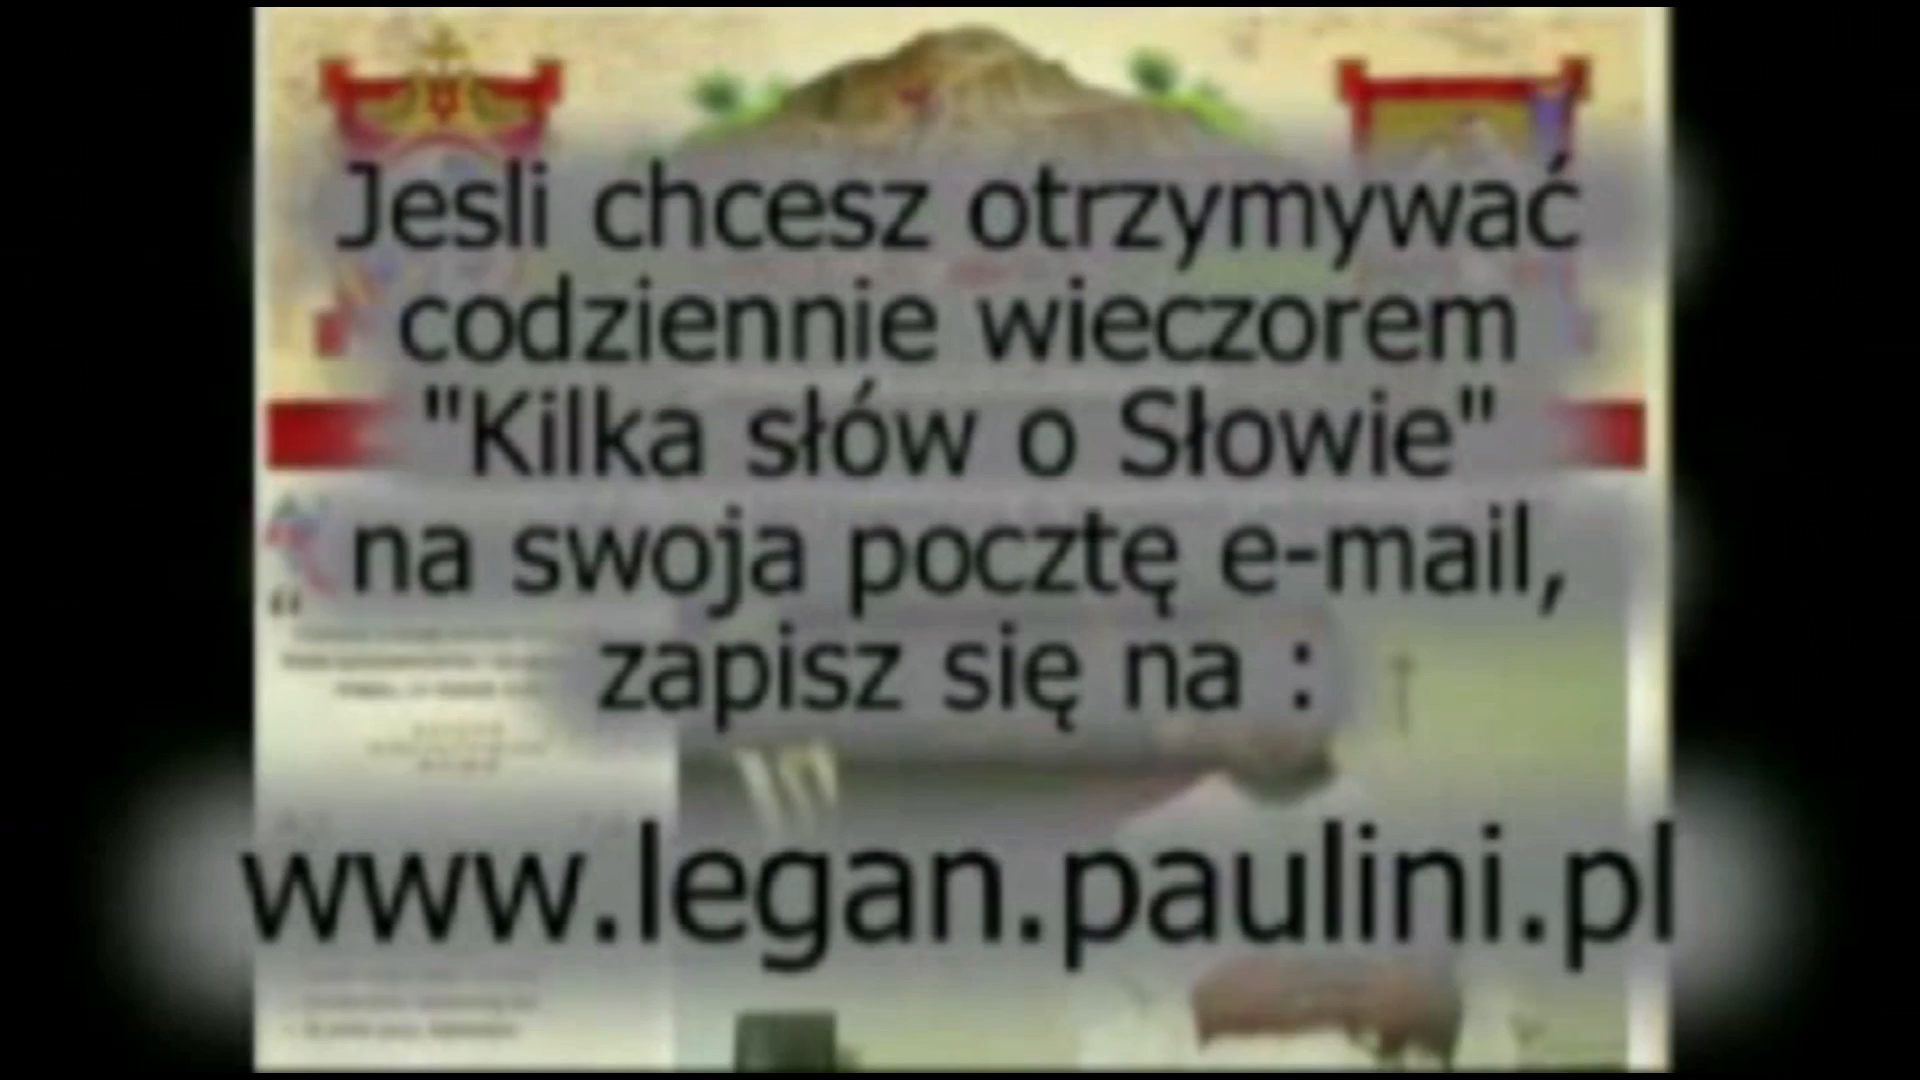 Jesli chcesz otrzymywać
codziennie wieczorem
"Kilka słów o Słowie"
na swoja pocztę e-mail,
zapisz się na :
www.legan.paulini.pl